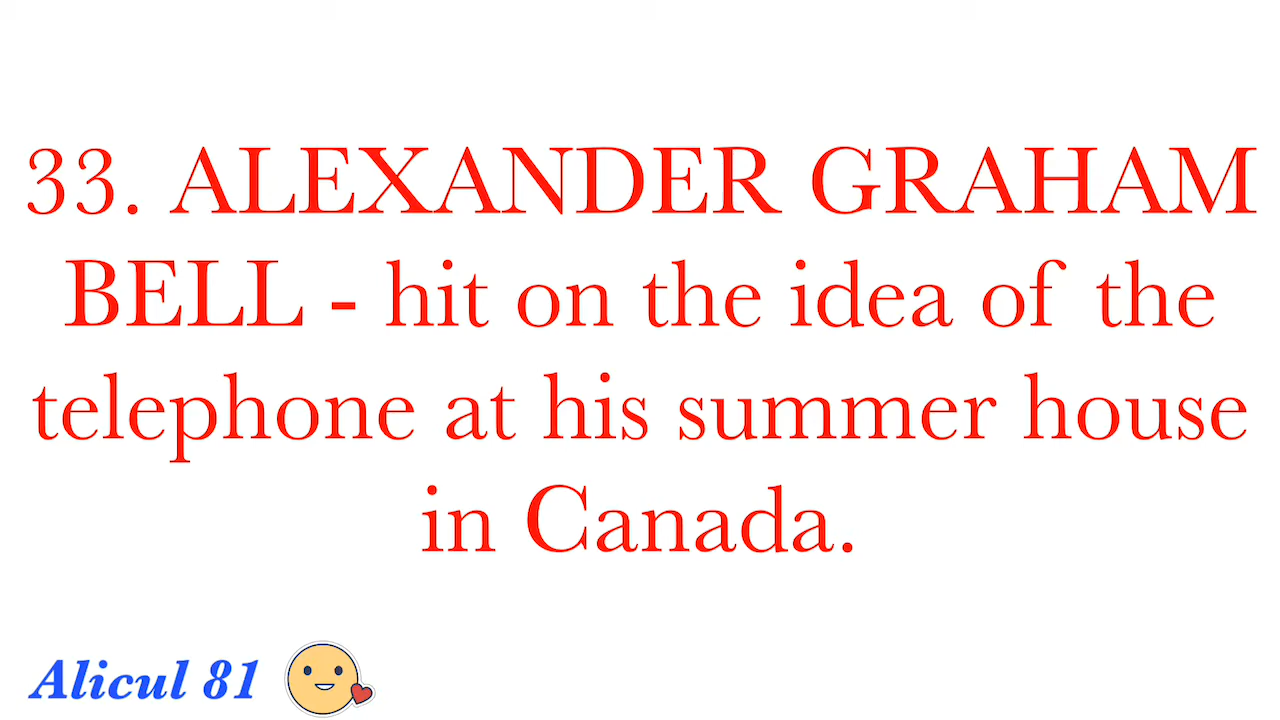 33. ALEXANDER GRAHAM
BELL - hit on the idea of the
telephone at his summer house
in Canada.
Alicul 81